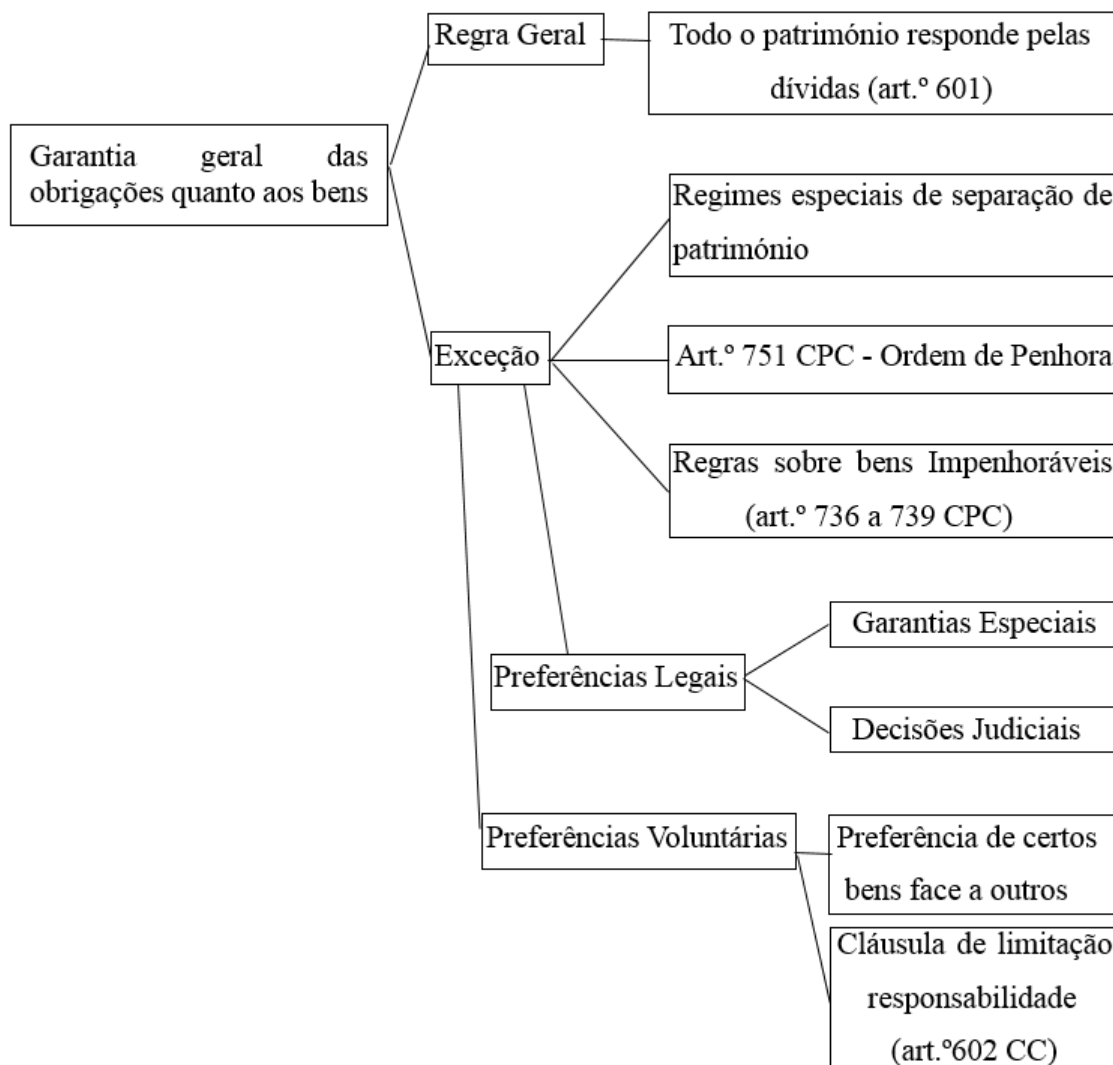 Regra Geral
Todo o património responde pelas
dívidas (art.º 601)
Garantia geral das
obrigações quanto aos bens
Regimes especiais de separação de
património
Exceção
Art.º 751 CPC - Ordem de Penhora
Regras sobre bens Impenhoráveis
(art.º 736 a 739 CPC)
Preferências Legais
Garantias Especiais
Decisões Judiciais
Preferências Voluntárias
Preferência de certos
bens face a outros
Cláusula de limitação
responsabilidade
(art.º602 CC)